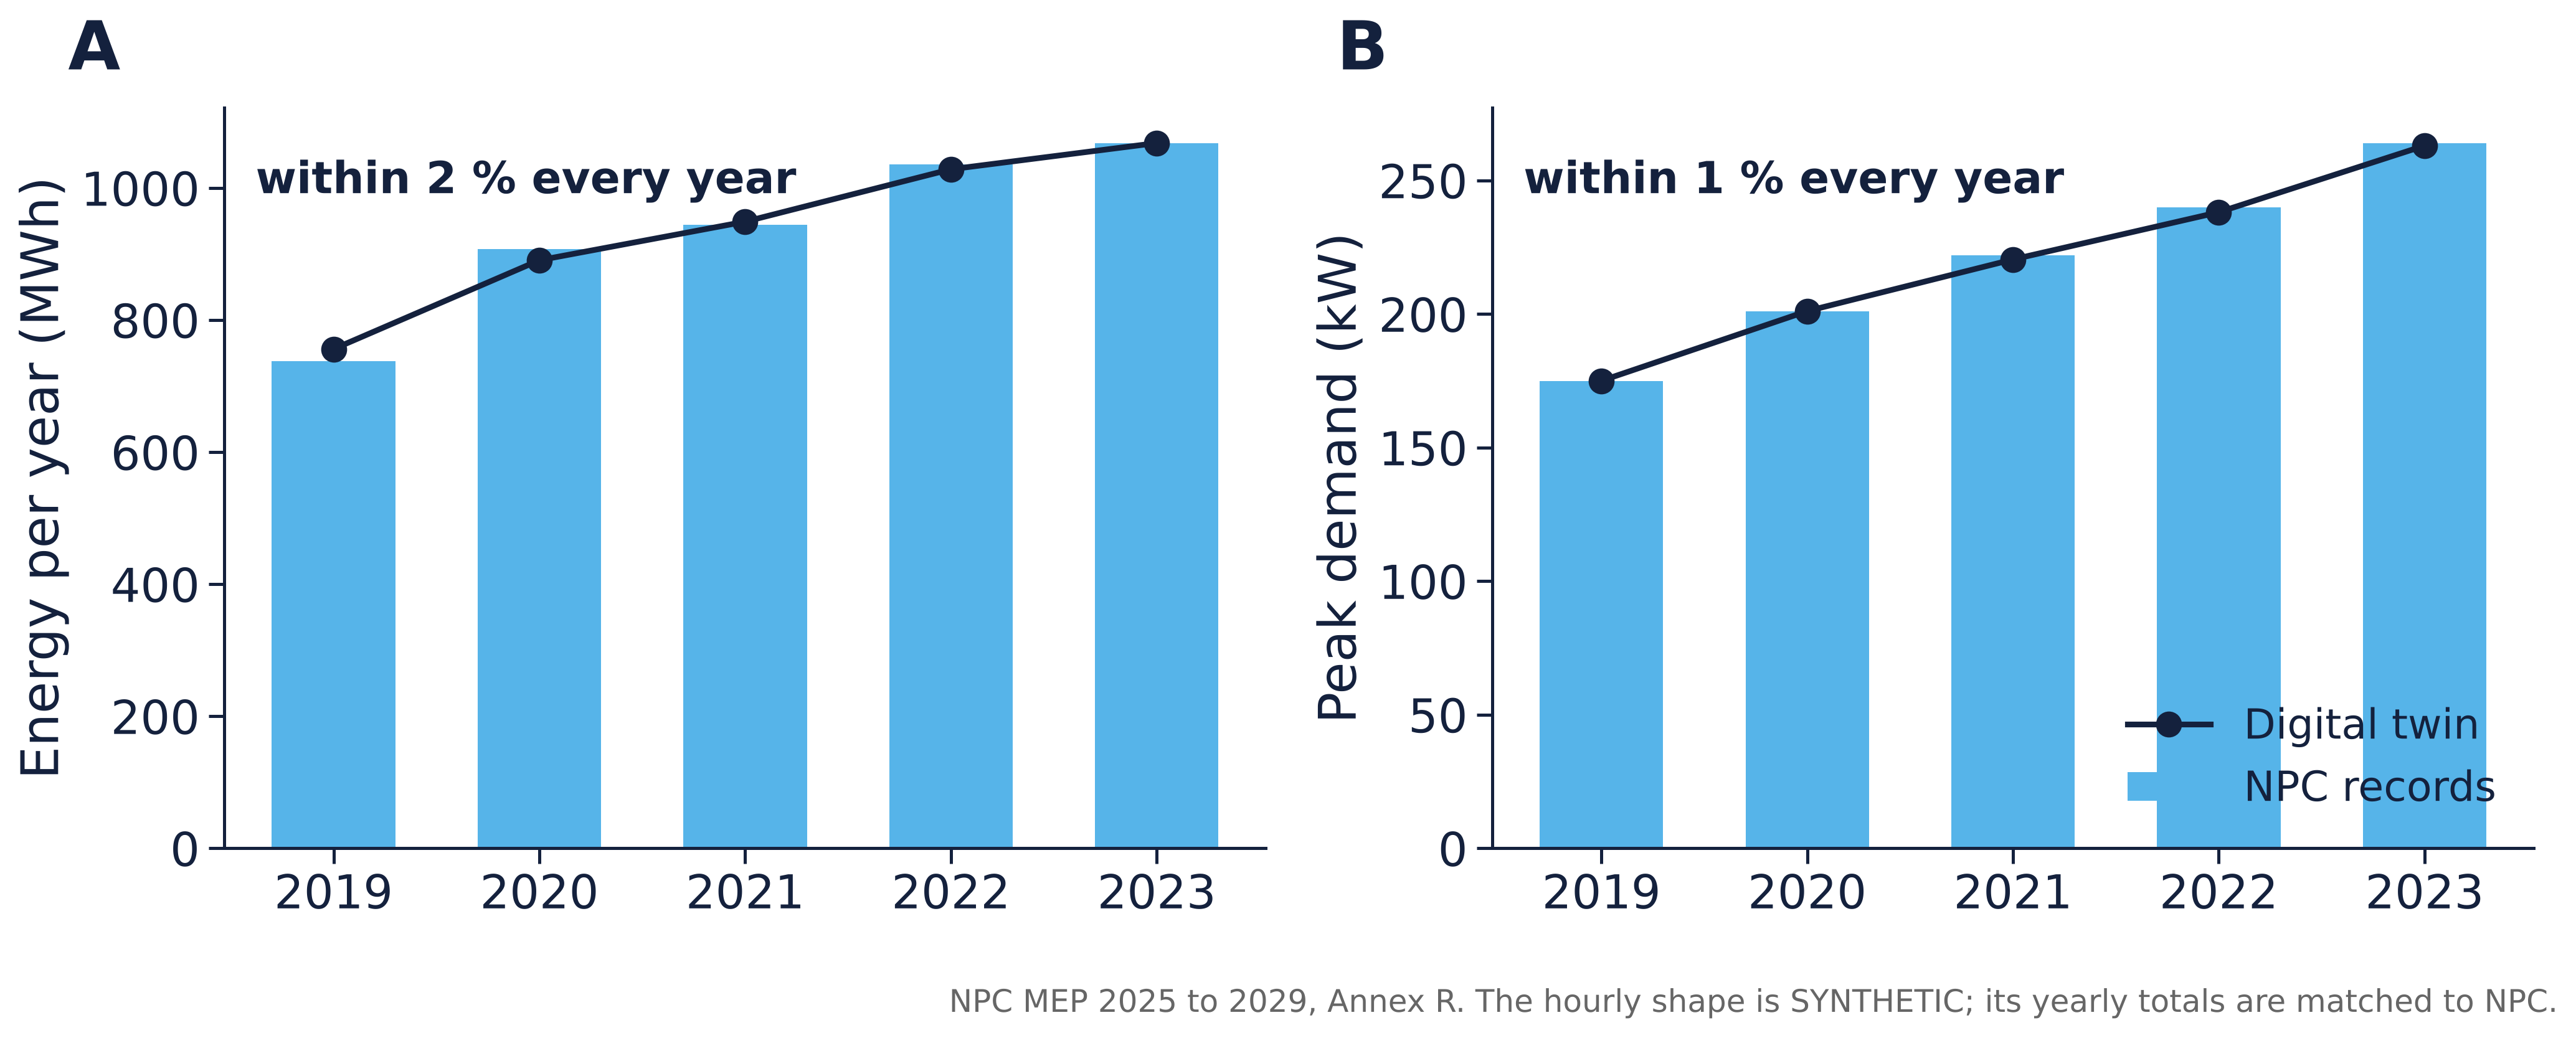 A
within 2 % every year
Energy per year (MWh)
1000
800
600
400
200
0
2019 2020 2021 2022 2023
B
within 1 % every year
Peak demand (kW)
250
200
150
100
50
0
Digital twin
NPC records
2019 2020 2021 2022 2023
NPC MEP 2025 to 2029, Annex R. The hourly shape is SYNTHETIC; its yearly totals are matched to NPC.